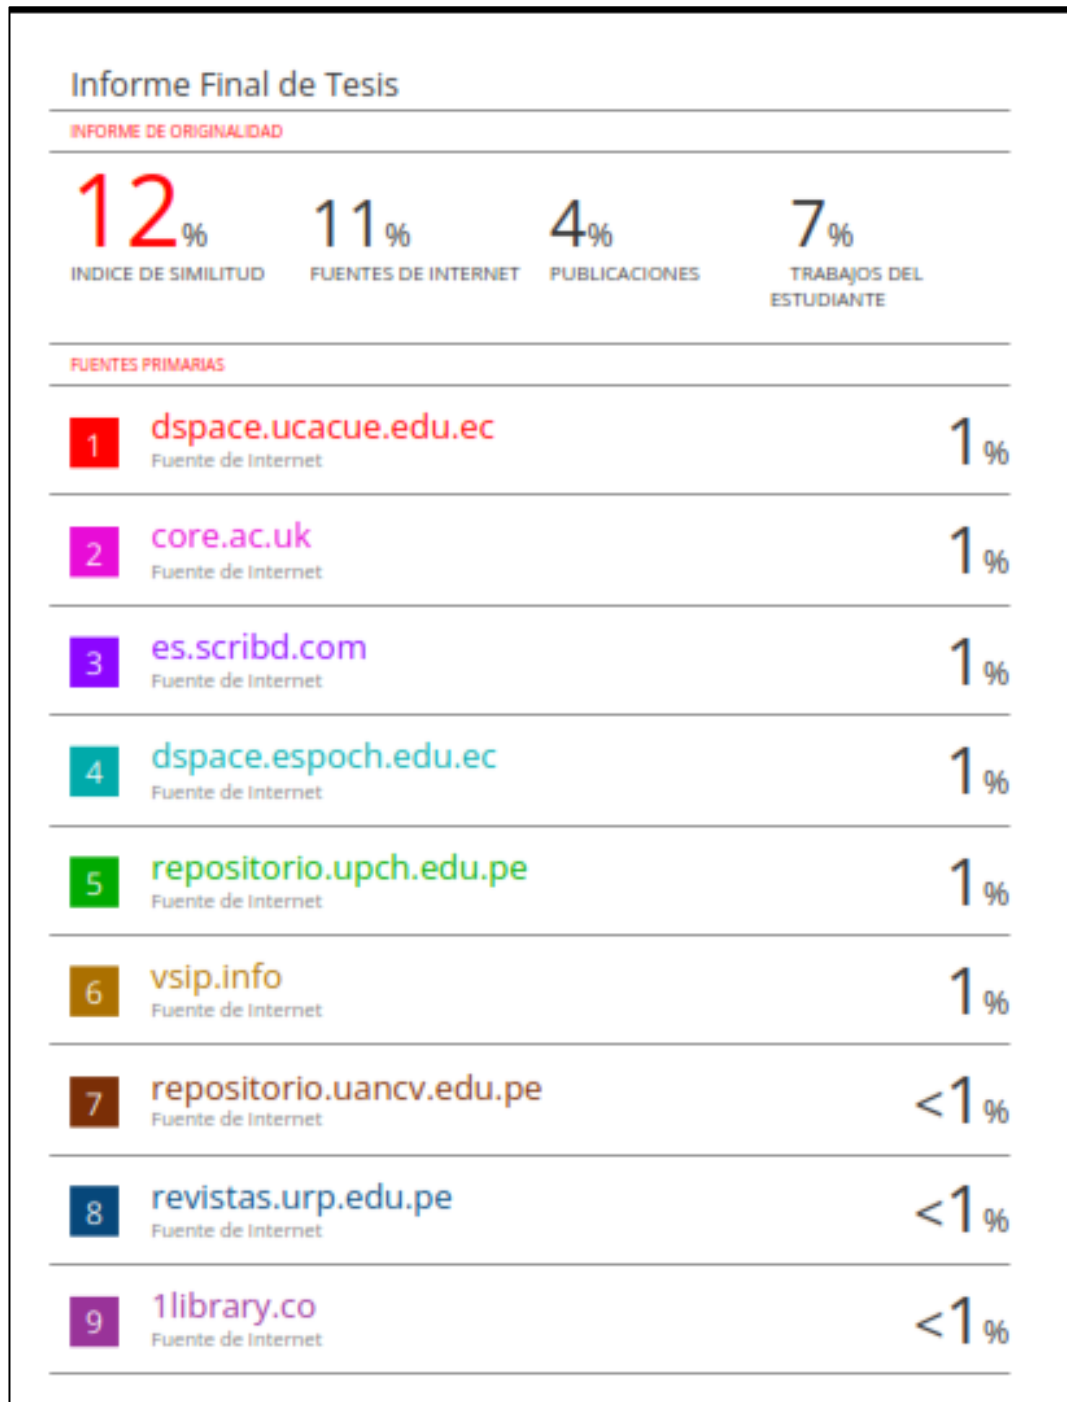 Informe Final de Tesis
INFORME DE ORIGINALIDAD
12% 11% 4% 7%
INDICE DE SIMILITUD FUENTES DE INTERNET PUBLICACIONES TRABAJOS DEL
ESTUDIANTE
FUENTES PRIMARIAS
1 dspace.ucacue.edu.ec 1%
Fuente de Internet
2 core.ac.uk 1%
Fuente de Internet
3 es.scribd.com 1%
Fuente de Internet
4 dspace.espoch.edu.ec 1%
Fuente de Internet
5 repositorio.upch.edu.pe 1%
Fuente de Internet
6 vsip.info 1%
Fuente de Internet
7 repositorio.uancv.edu.pe <1%
Fuente de Internet
8 revistas.urp.edu.pe <1%
Fuente de Internet
9 1library.co <1%
Fuente de Internet